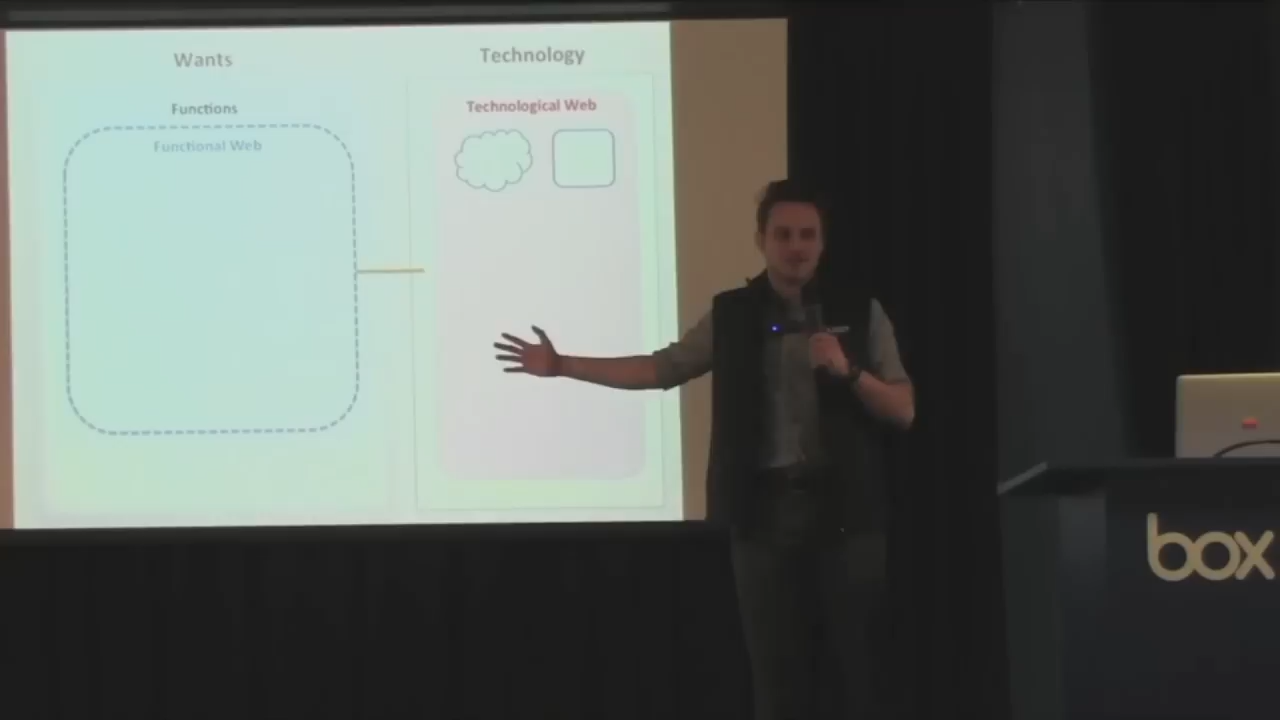 Wants
Technology
Functions
Technological Web
Functional Web
box